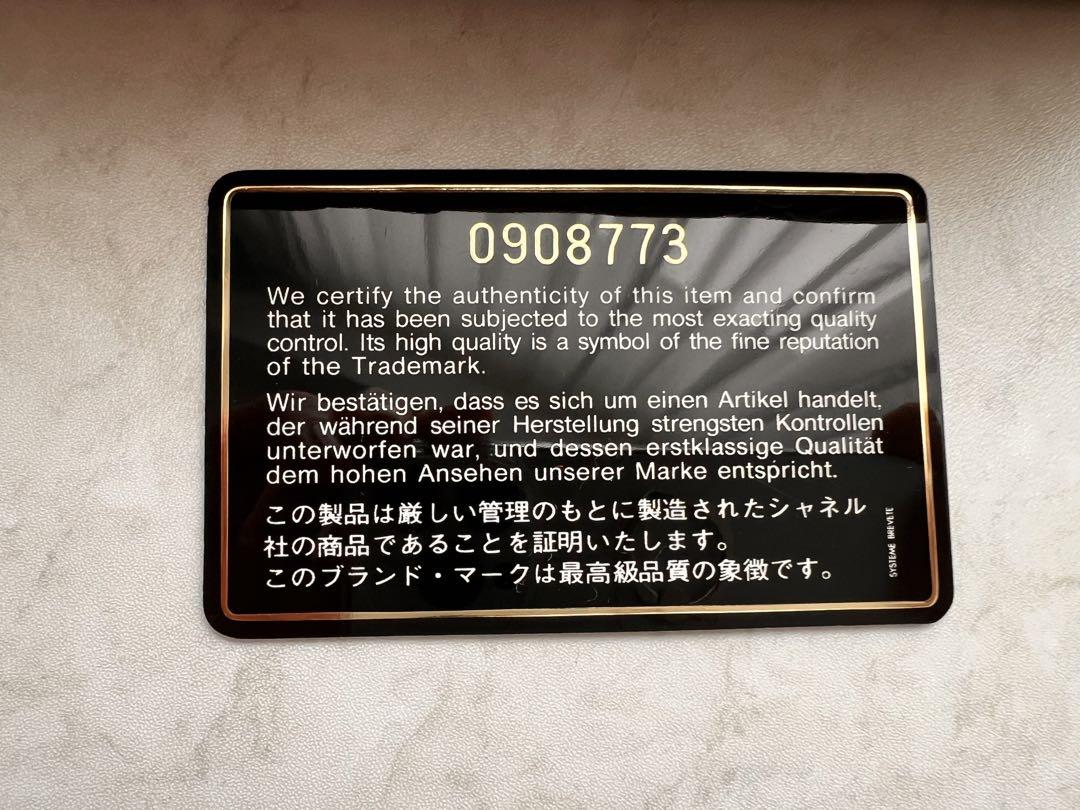 0908773
We certify the authenticity of this item and confirm
that it has been subjected to the most exacting quality
control. Its high quality is a symbol of the fine reputation
of the Trademark.
Wir bestätigen, dass es sich um einen Artikel handelt,
der während seiner Herstellung strengsten Kontrollen
unterworfen war, und dessen erstklassige Qualität
dem hohen Ansehen unserer Marke entspricht.
この製品は厳しい管理のもとに製造されたシャネル
社の商品であることを証明いたします。
このブランド・マークは最高級品質の象徴です。
SYSTEME BREVETE